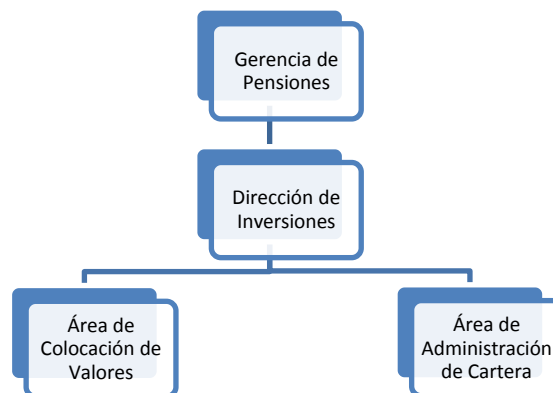 Gerencia de
Pensiones
Dirección de
Inversiones
Área de
Colocación de
Valores
Área de
Administración
de Cartera